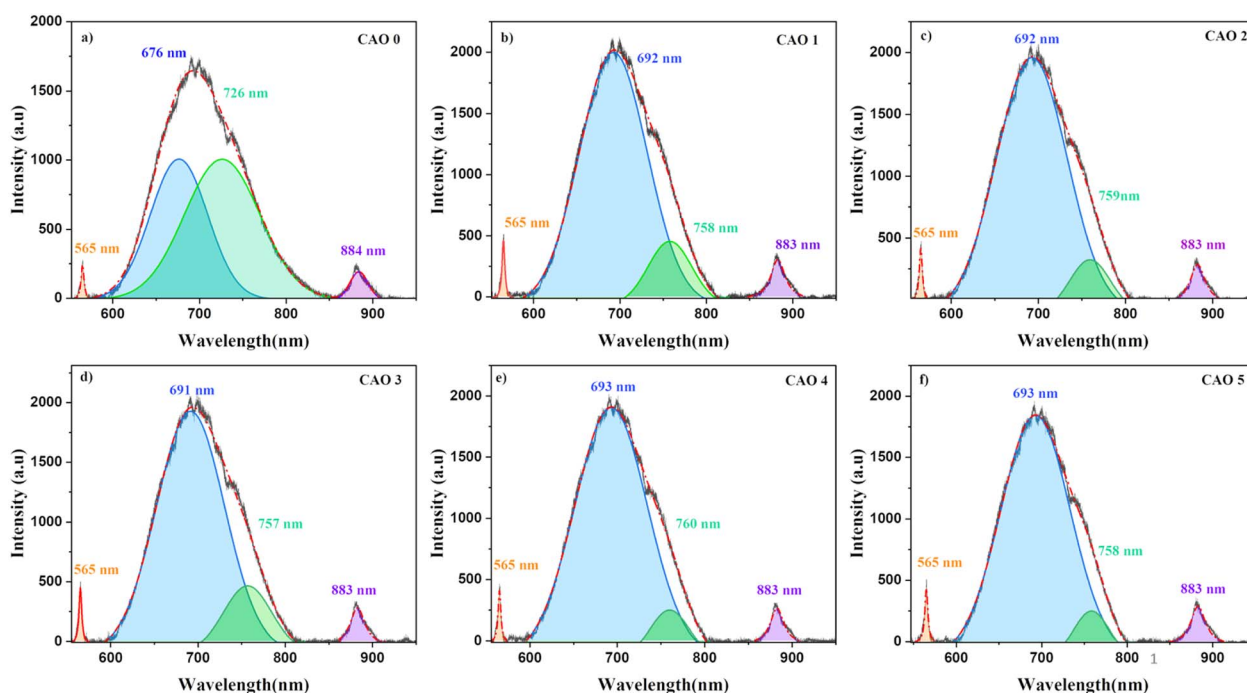 a)
CAO 0
676 nm
726 nm
565 nm
884 nm
2000
1500
1000
500
0
600
700
800
900
Intensity (a.u)
Wavelength(nm)
b)
CAO 1
692 nm
565 nm
758 nm
883 nm
2000
1500
1000
500
0
600
700
800
900
Intensity (a.u)
Wavelength(nm)
c)
CAO 2
692 nm
759nm
565 nm
883 nm
2000
1500
1000
500
600
700
800
900
Intensity (a.u)
Wavelength (nm)
d)
CAO 3
691 nm
757 nm
565 nm
883 nm
2000
1500
1000
500
0
600
700
800
900
Intensity (a.u)
Wavelength (nm)
e)
CAO 4
693 nm
760 nm
565 nm
883 nm
2000
1500
1000
500
0
600
700
800
900
Intensity (a.u)
Wavelength (nm)
f)
CAO 5
693 nm
758 nm
565 nm
883 nm
2000
1500
1000
500
0
600
700
800
900
Intensity (a.u)
Wavelength (nm)
1